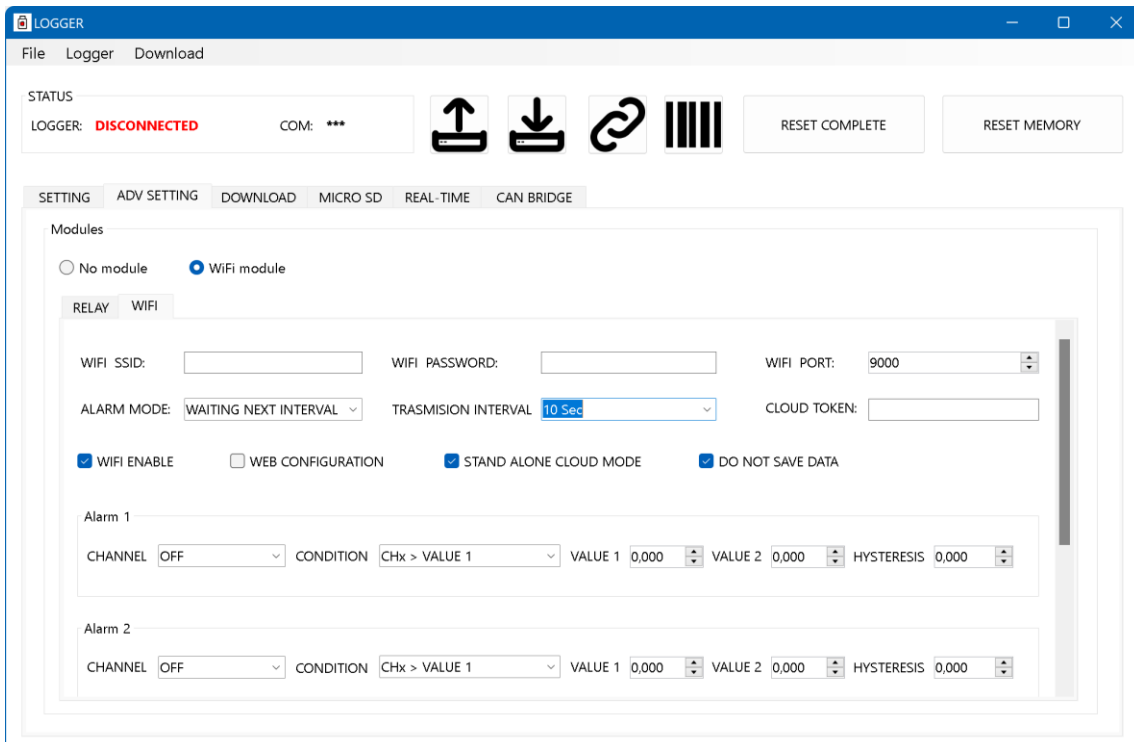 LOGGER
File Logger Download
STATUS
LOGGER: DISCONNECTED COM: ***
RESET COMPLETE RESET MEMORY
SETTING ADV SETTING DOWNLOAD MICRO SD REAL-TIME CAN BRIDGE
Modules
No module WiFi module
RELAY WIFI
WIFI SSID: WIFI PASSWORD: WIFI PORT: 9000
ALARM MODE: WAITING NEXT INTERVAL TRASMISION INTERVAL 10 Sec CLOUD TOKEN:
WIFI ENABLE WEB CONFIGURATION STAND ALONE CLOUD MODE DO NOT SAVE DATA
Alarm 1
CHANNEL OFF CONDITION CHx > VALUE 1 VALUE 1 0,000 VALUE 2 0,000 HYSTERESIS 0,000
Alarm 2
CHANNEL OFF CONDITION CHx > VALUE 1 VALUE 1 0,000 VALUE 2 0,000 HYSTERESIS 0,000